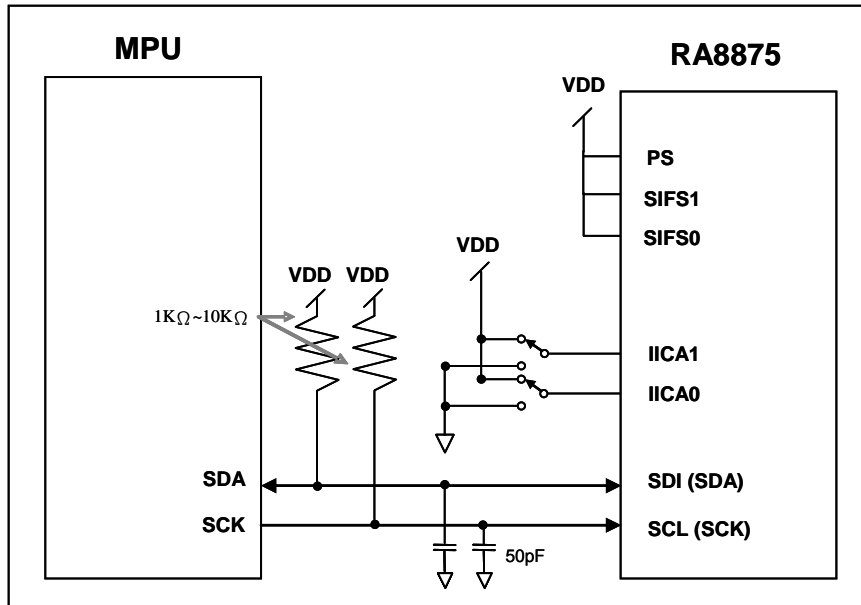 MPU
RA8875
VDD
PS
SIFS1
SIFS0
VDD
VDD
VDD
1KΩ~10KΩ
IICA1
IICA0
SDA
SDI (SDA)
SCK
SCL (SCK)
50pF